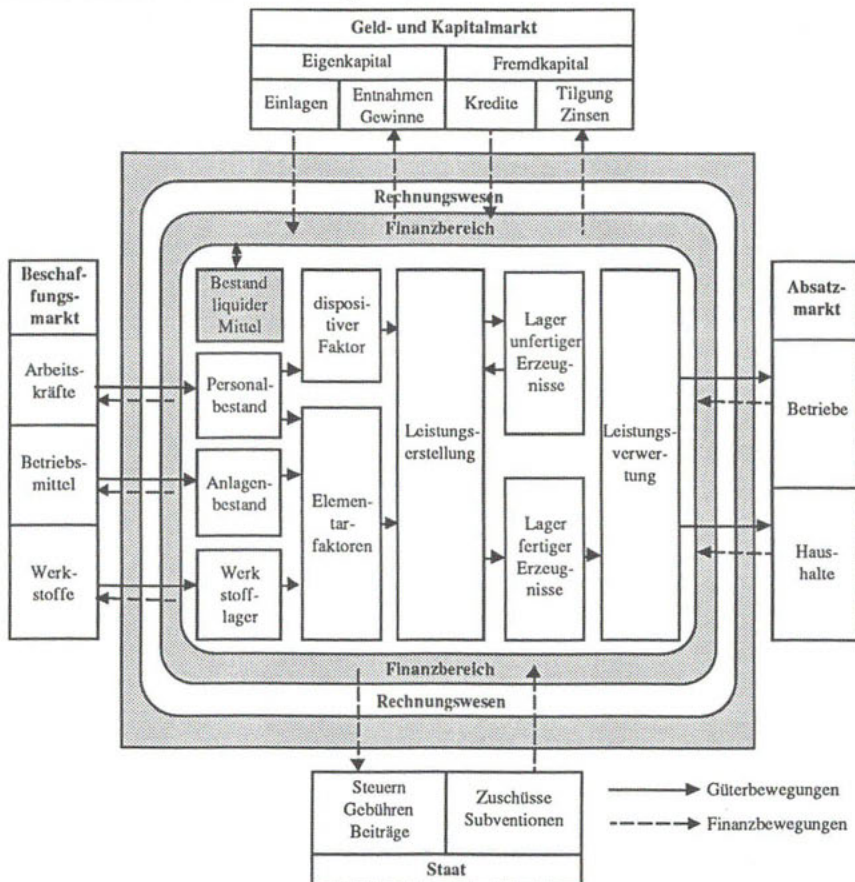 Geld- und Kapitalmarkt
Eigenkapital
Fremdkapital
Einlagen
Entnahmen
Gewinne
Kredite
Tilgung
Zinsen
Rechnungswesen
Finanzbereich
Beschaf-
fungs-
markt
Arbeits-
kräfte
Betriebs-
mittel
Werk-
stoffe
Bestand
liquider
Mittel
Personal-
bestand
Anlagen-
bestand
Werk
stoff-
lager
dispositi-
tiver
Faktor
Elemen-
tar-
faktoren
Leistungs-
erstellung
Lager
unfertiger
Erzeug-
nisse
Lager
fertiger
Erzeug-
nisse
Leistungs-
verwer-
tung
Absatz-
markt
Betriebe
Haus-
halte
Finanzbereich
Rechnungswesen
Steuern
Gebühren
Beiträge
Zuschüsse
Subventionen
Staat
Güterbewegungen
Finanzbewegungen